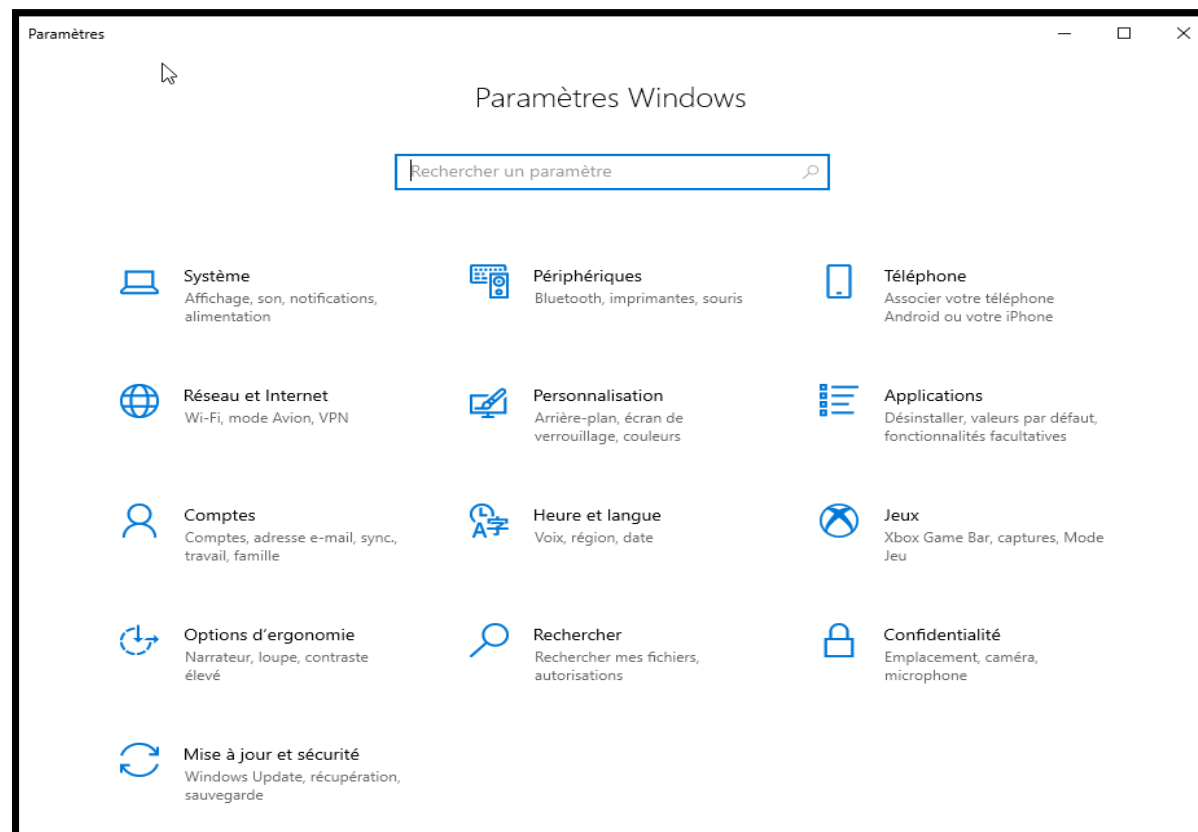 Paramètres
Paramètres Windows
Rechercher un paramètre
Système
Affichage, son, notifications,
alimentation
Périphériques
Bluetooth, imprimantes, souris
Téléphone
Associer votre téléphone
Android ou votre iPhone
Réseau et Internet
Wi-Fi, mode Avion, VPN
Personnalisation
Arrière-plan, écran de
verrouillage, couleurs
Applications
Désinstaller, valeurs par défaut,
fonctionnalités facultatives
Comptes
Comptes, adresse e-mail, sync.,
travail, famille
Heure et langue
Voix, région, date
Jeux
Xbox Game Bar, captures, Mode
Jeu
Options d’ergonomie
Narrateur, loupe, contraste
élevé
Rechercher
Rechercher mes fichiers,
autorisations
Confidentialité
Emplacement, caméra,
microphone
Mise à jour et sécurité
Windows Update, récupération,
sauvegarde